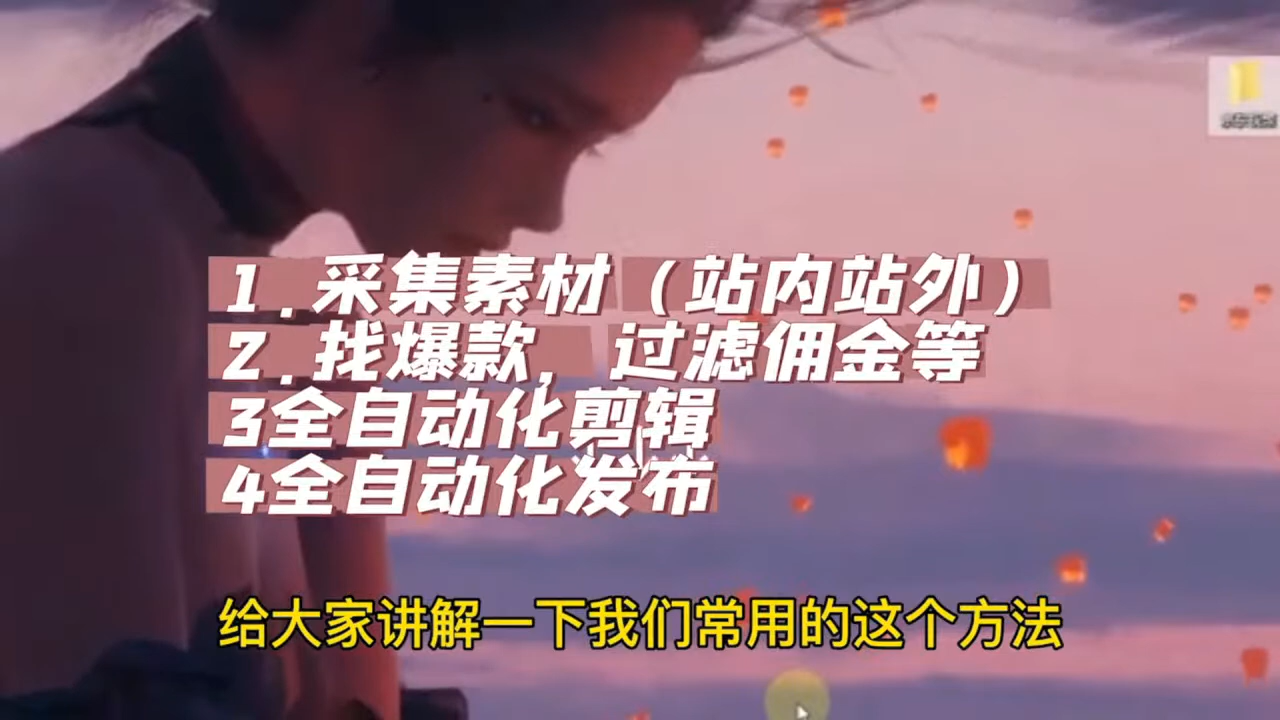 1.采集素材（站内站外）
2.找爆款，过滤佣金等
3全自动化剪辑
4全自动化发布
给大家讲解一下我们常用的这个方法